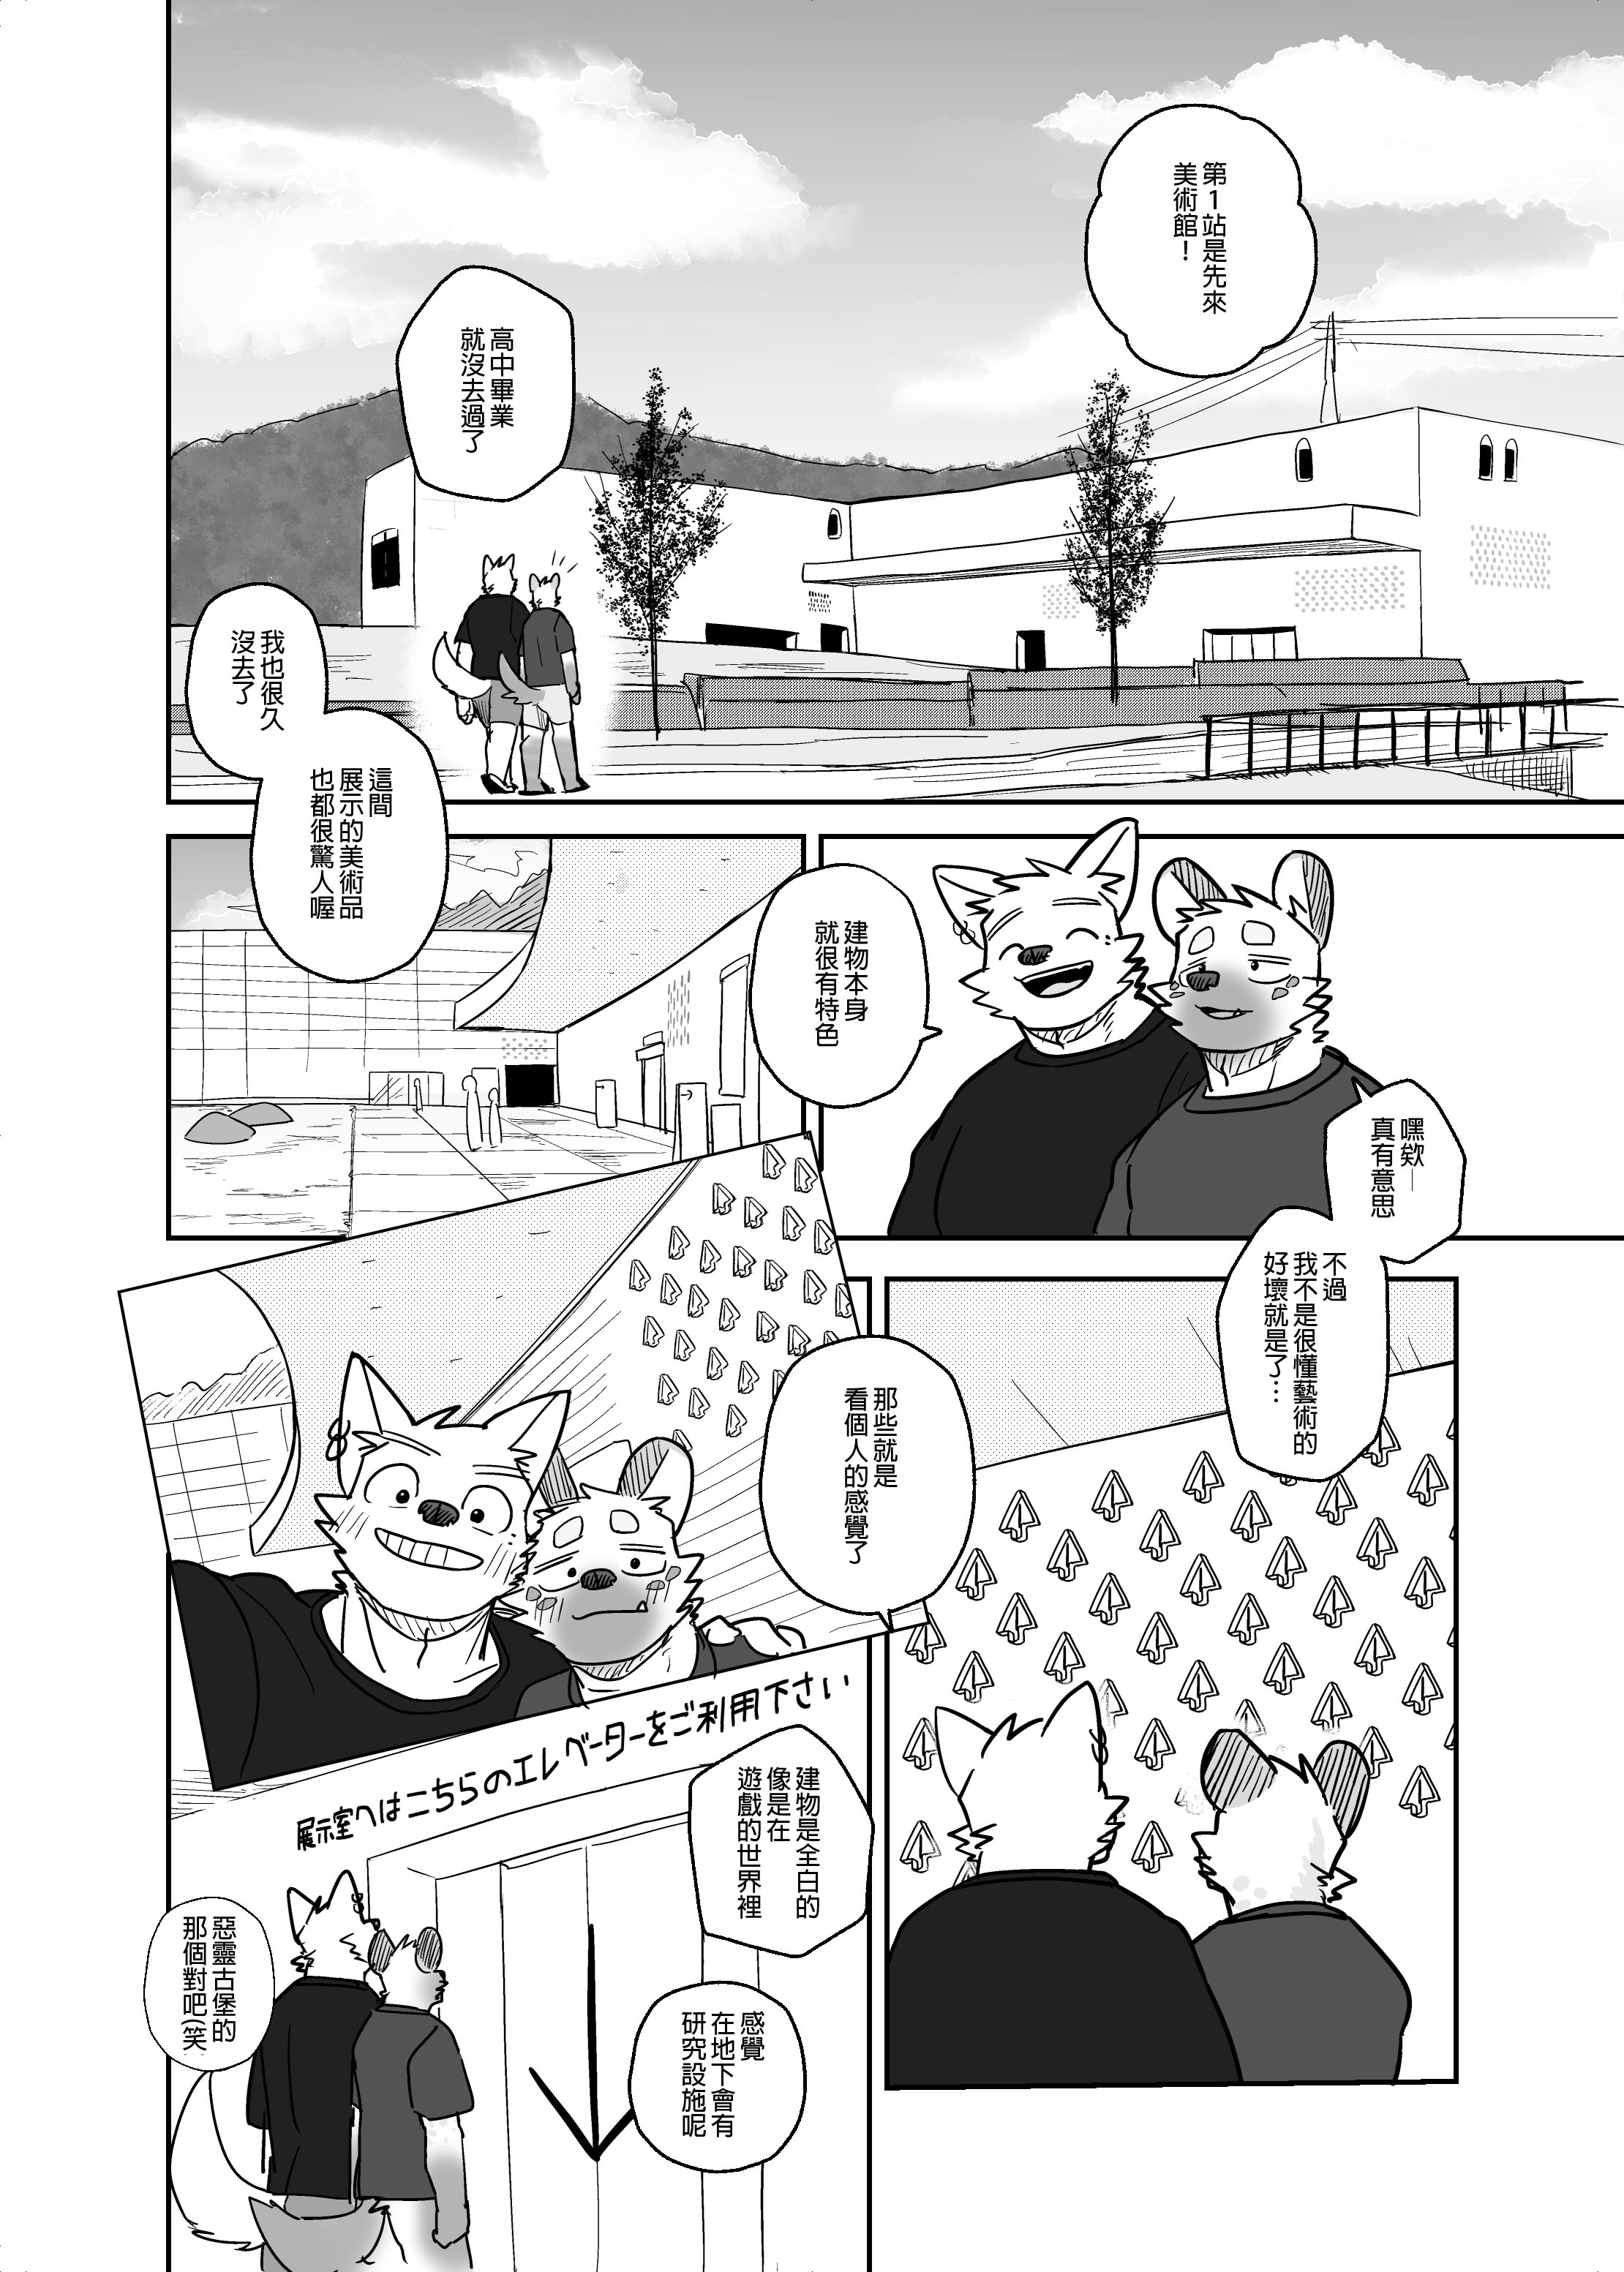 第1站是先來
美術館！
高中畢業
就沒去過了
我也很久
沒去了
這間
展示的美術品
也都很驚人喔
建物本身
就很有特色
嘿欸—
真有意思
不過
我不是很懂藝術的
好壞就是了…
那些就是
看個人的感覺了
展示室へはこちらのエレベーターをご利用下さい
建物是全白的
像是在
遊戲的世界裡
感覺
在地下會有
研究設施呢
惡靈古堡的
那個對吧(笑